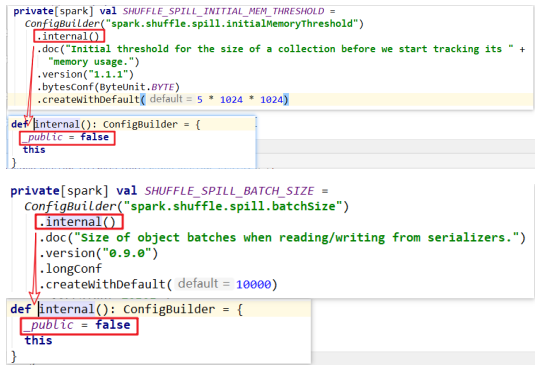 private[spark] val SHUFFLE_SPILL_INITIAL_MEM_THRESHOLD =
ConfigBuilder("spark.shuffle.spill.initialMemoryThreshold")
.internal()
.doc("Initial threshold for the size of a collection before we start tracking its " +
"memory usage.")
.version("1.1.1")
.bytesConf(ByteUnit.BYTE)
.createWithDefault( default = 5 * 1024 * 1024)
def internal(): ConfigBuilder = {
_public = false
this
}
private[spark] val SHUFFLE_SPILL_BATCH_SIZE =
ConfigBuilder("spark.shuffle.spill.batchSize")
.internal()
.doc("Size of object batches when reading/writing from serializers.")
.version("0.9.0")
.longConf
.createWithDefault( default = 10000)
def internal(): ConfigBuilder = {
_public = false
this
}